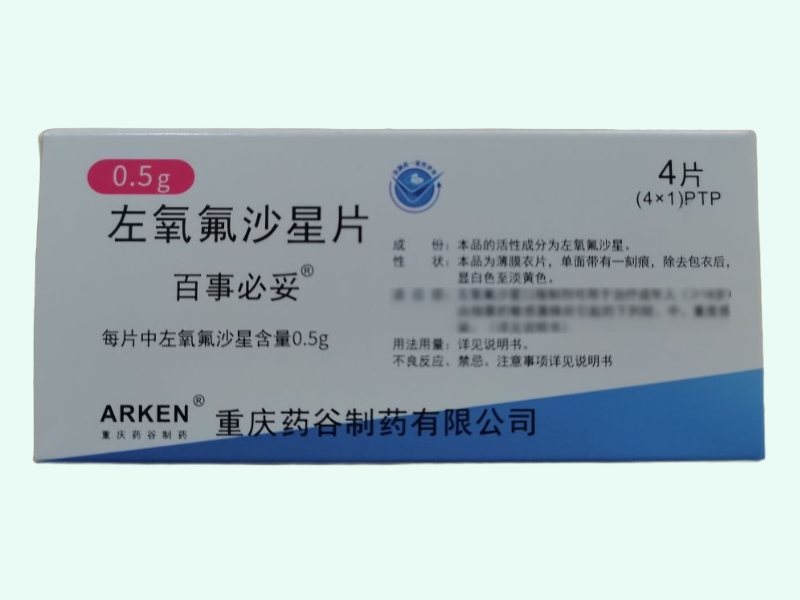 0.5g
左氧氟沙星片
百事必妥®
每片中左氧氟沙星含量0.5g
ARKEN®
重庆药谷制药
重庆药谷制药有限公司
4片
(4×1)PTP
成　份：本品的活性成分为左氧氟沙星。
性　状：本品为薄膜衣片，单面带有一刻痕，除去包衣后，
显白色至淡黄色。
用法用量：详见说明书。
不良反应、禁忌、注意事项详见说明书